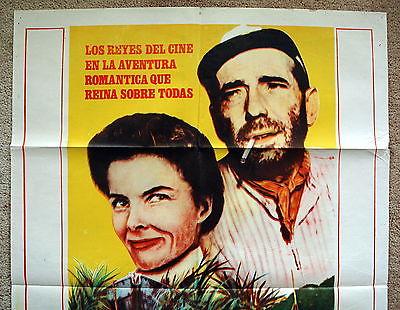 LOS REYES DEL CINE
EN LA AVENTURA
ROMANTICA QUE
REINA SOBRE TODAS